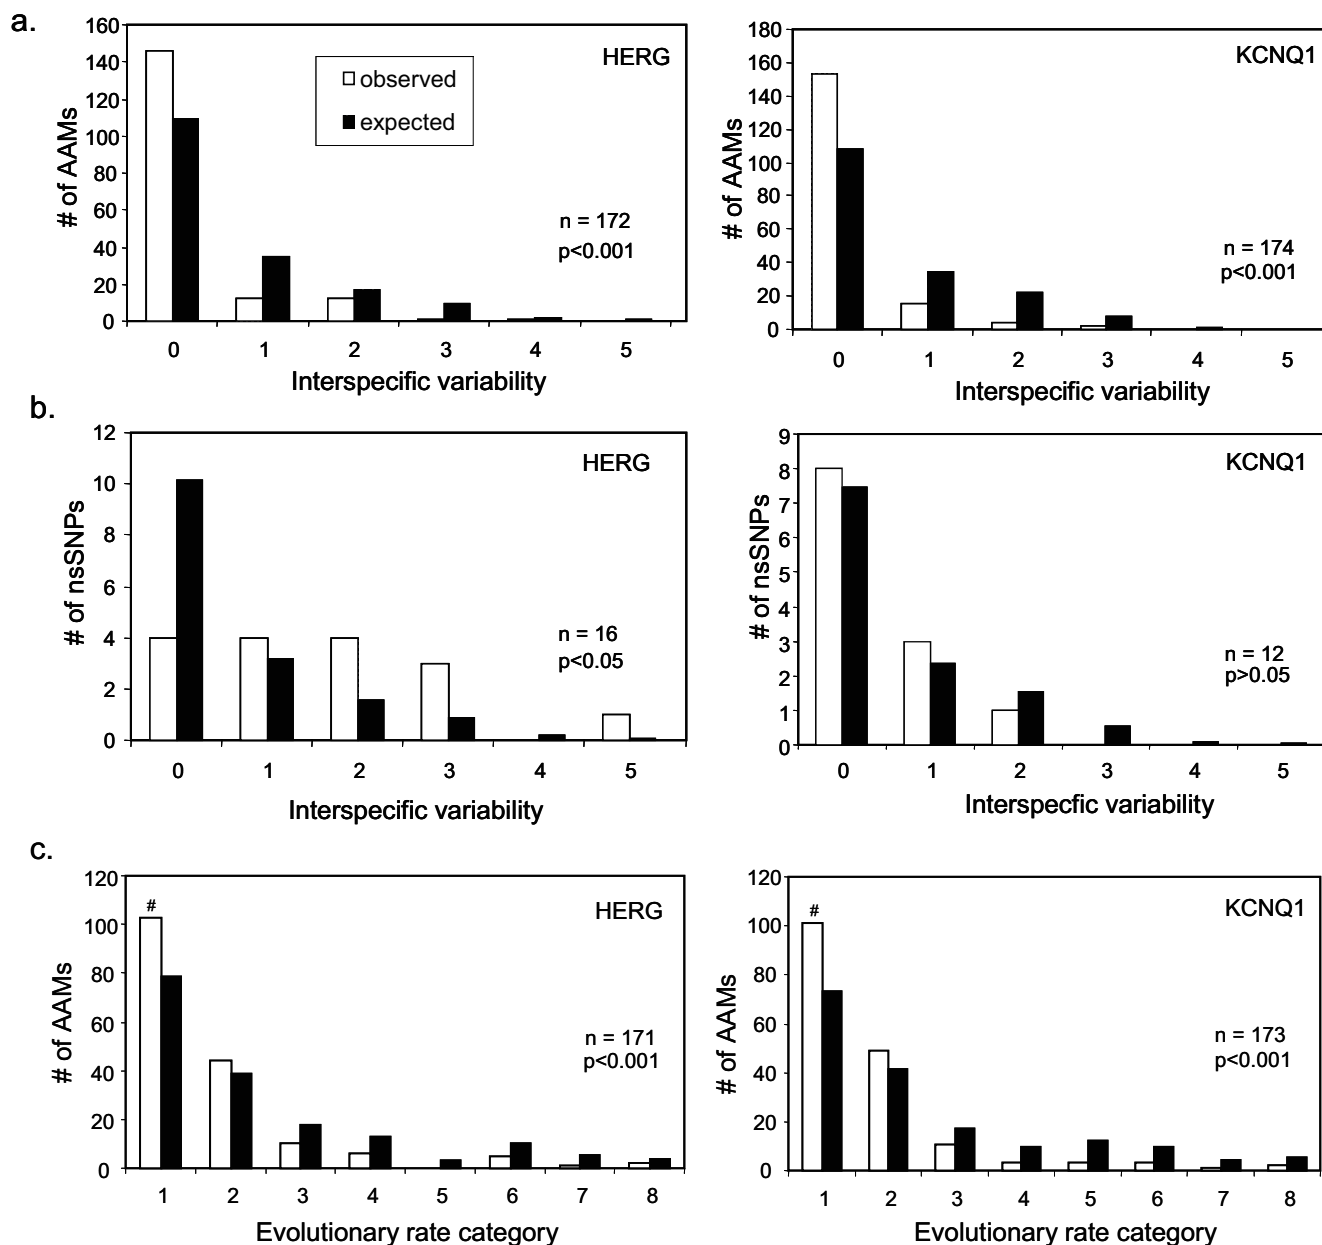 a.
160
140
120
100
80
60
40
20
0
# of AAMs
HERG
observed
expected
n = 172
p<0.001
0 1 2 3 4 5
Interspecific variability
180
160
140
120
100
80
60
40
20
0
# of AAMs
KCNQ1
n = 174
p<0.001
0 1 2 3 4 5
Interspecific variability
b.
12
10
8
6
4
2
0
# of nsSNPs
HERG
n = 16
p<0.05
0 1 2 3 4 5
Interspecific variability
9
8
7
6
5
4
3
2
1
0
# of nsSNPs
KCNQ1
n = 12
p>0.05
0 1 2 3 4 5
Interspecfic variability
c.
120
100
80
60
40
20
0
# of AAMs
#
HERG
n = 171
p<0.001
1 2 3 4 5 6 7 8
Evolutionary rate category
120
100
80
60
40
20
0
# of AAMs
#
KCNQ1
n = 173
p<0.001
1 2 3 4 5 6 7 8
Evolutionary rate category